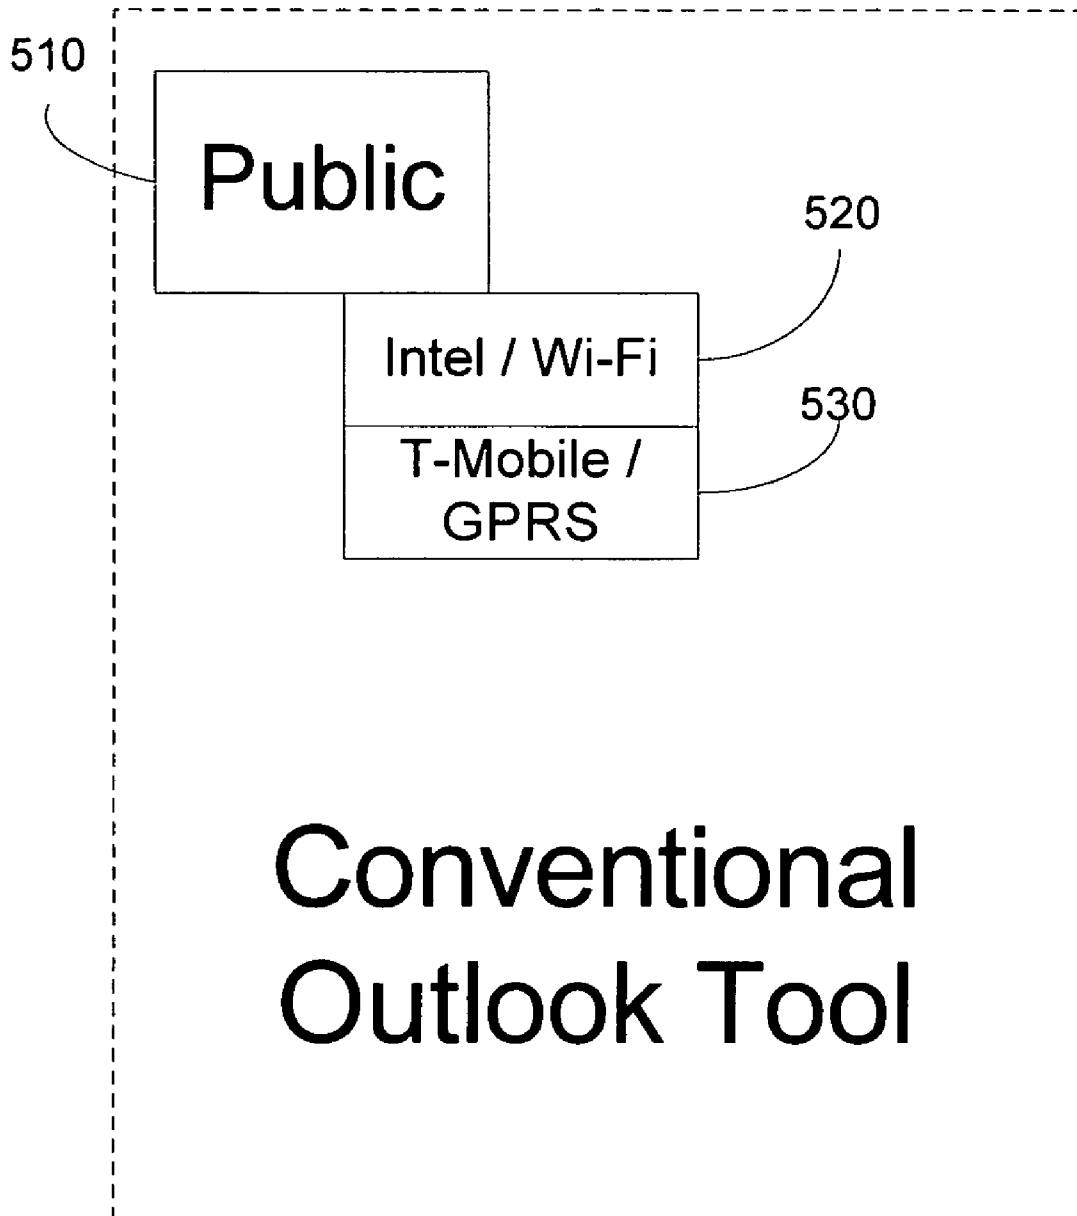 510
Public
520
Intel / Wi-Fi
530
T-Mobile /
GPRS
Conventional
Outlook Tool